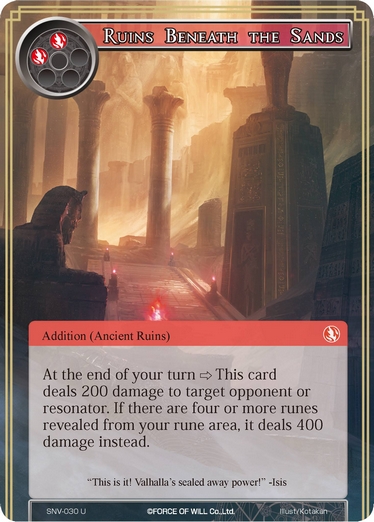 Ruins Beneath the Sands
Addition (Ancient Ruins)
At the end of your turn ⇨ This card
deals 200 damage to target opponent or
resonator. If there are four or more runes
revealed from your rune area, it deals 400
damage instead.
“This is it! Valhalla’s sealed away power!” -Isis
SNV-030 U ©FORCE OF WILL Co.,Ltd. Illust/Kotakan